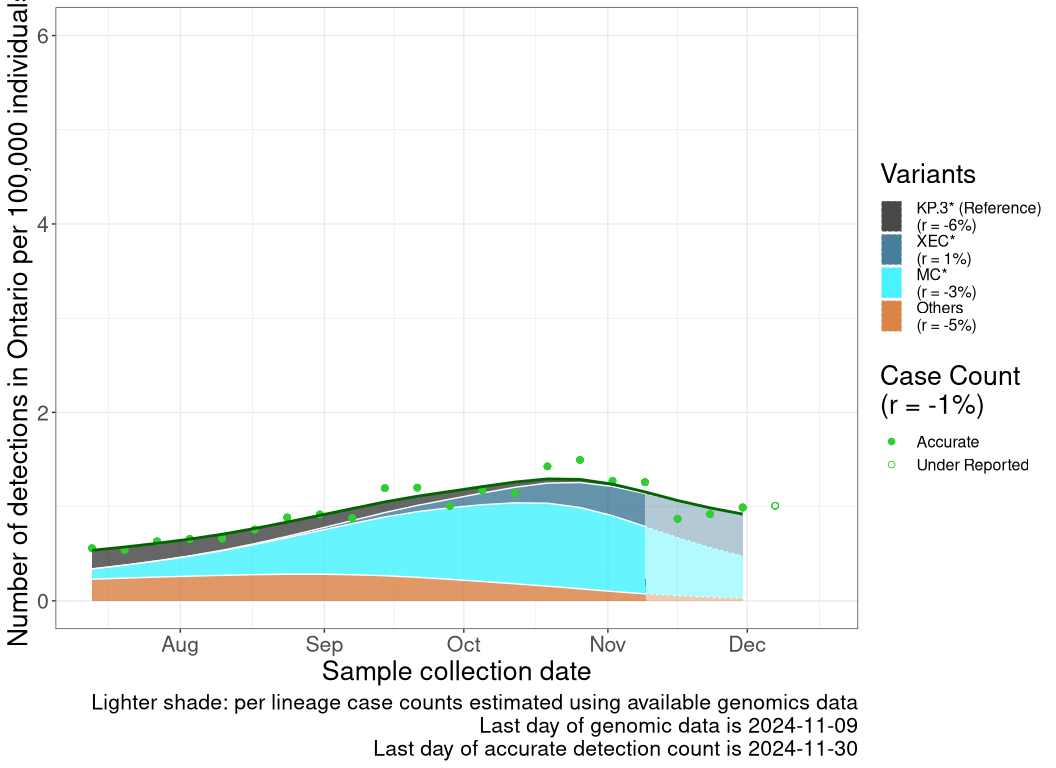 Number of detections in Ontario per 100,000 individuals
6
4
2
0
Aug
Sep
Oct
Nov
Dec
Sample collection date
Variants
KP.3* (Reference)
(r = -6%)
XEC*
(r = 1%)
MC*
(r = -3%)
Others
(r = -5%)
Case Count
(r = -1%)
Accurate
Under Reported
Lighter shade: per lineage case counts estimated using available genomics data
Last day of genomic data is 2024-11-09
Last day of accurate detection count is 2024-11-30